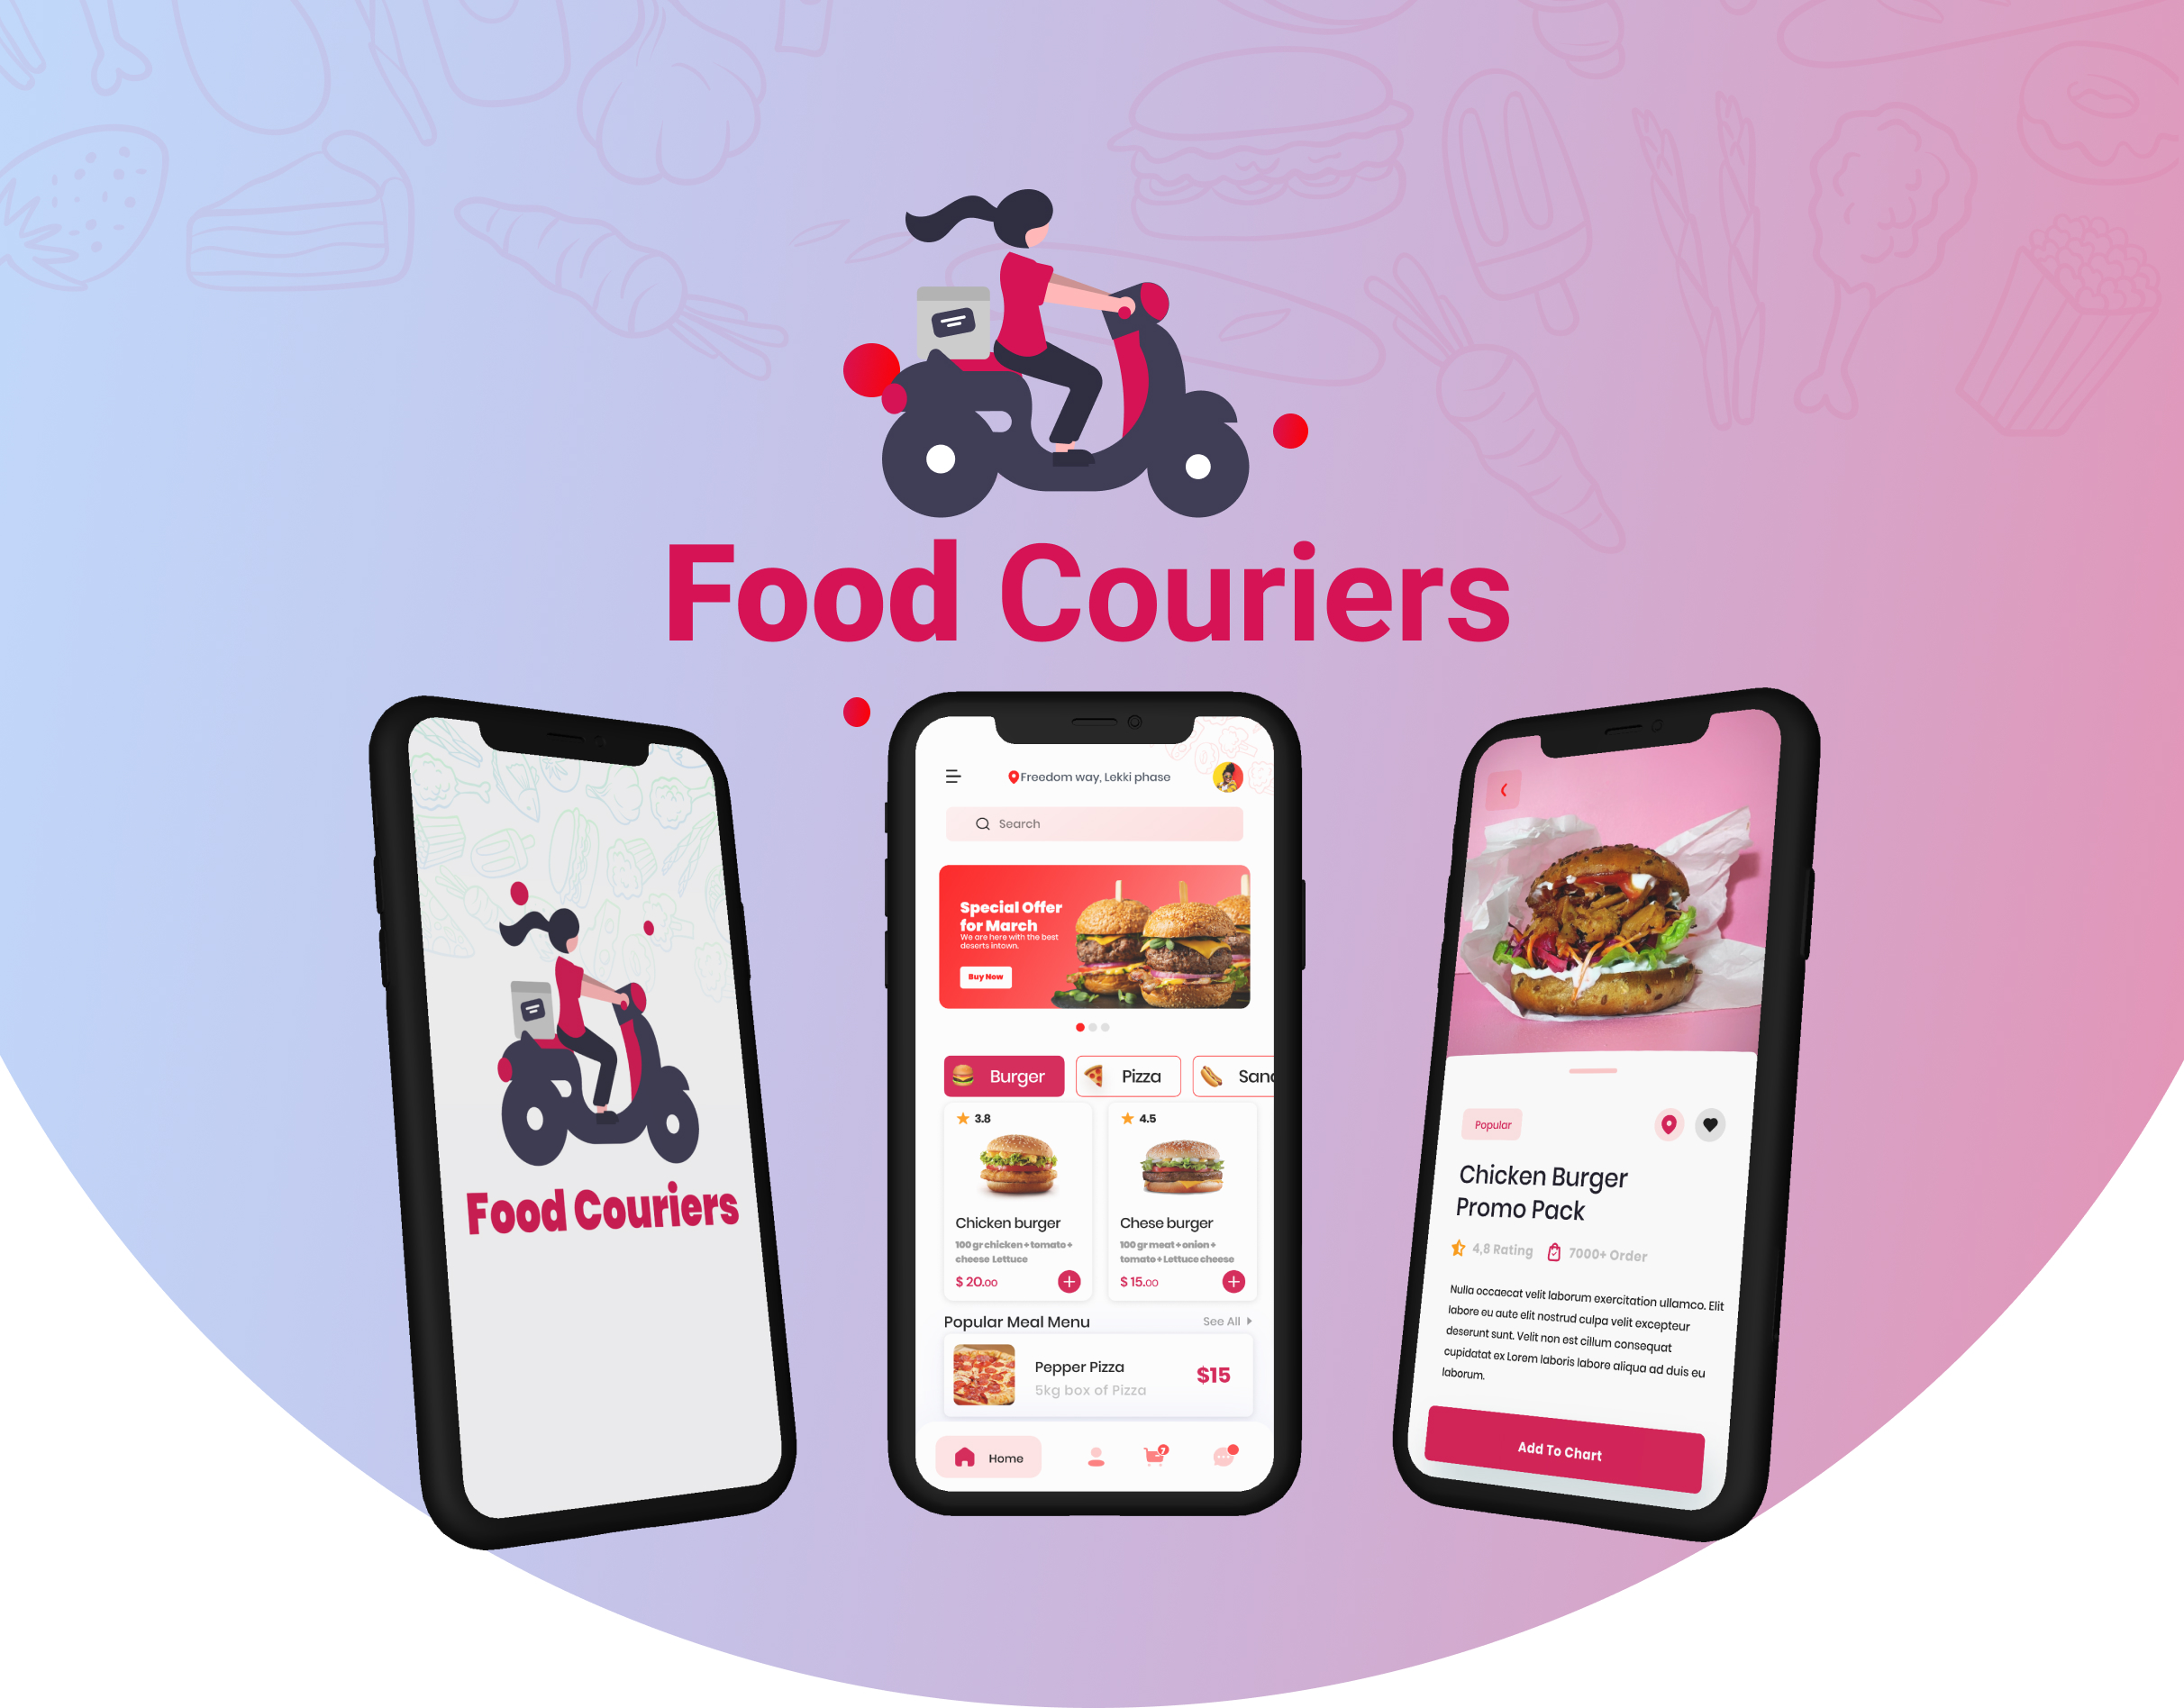 Food Couriers
Food Couriers
Freedom way, Lekki phase
Search
Special Offer
for March
We are here with the best
deserts intown.
Buy Now
Burger
Pizza
Sand
3.8
4.5
Chicken burger
100 gr chicken + tomato +
cheese Lettuce
$ 20.00
Chese burger
100 gr meat + onion +
tomato + Lettuce cheese
$ 15.00
Popular Meal Menu
See All
Pepper Pizza
5kg box of Pizza
$15
Home
7
Popular
Chicken Burger
Promo Pack
4,8 Rating
7000+ Order
Nulla occaecat velit laborum exercitation ullamco. Elit
labore eu aute elit nostrud culpa velit excepteur
deserunt sunt. Velit non est cillum consequat
cupidatat ex Lorem laboris labore aliqua ad duis eu
laborum.
Add To Chart